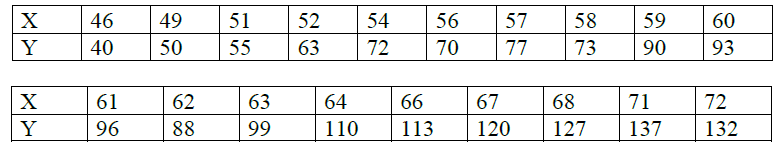 X 46 49 51 52 54 56 57 58 59 60
Y 40 50 55 63 72 70 77 73 90 93
X 61 62 63 64 66 67 68 71 72
Y 96 88 99 110 113 120 127 137 132